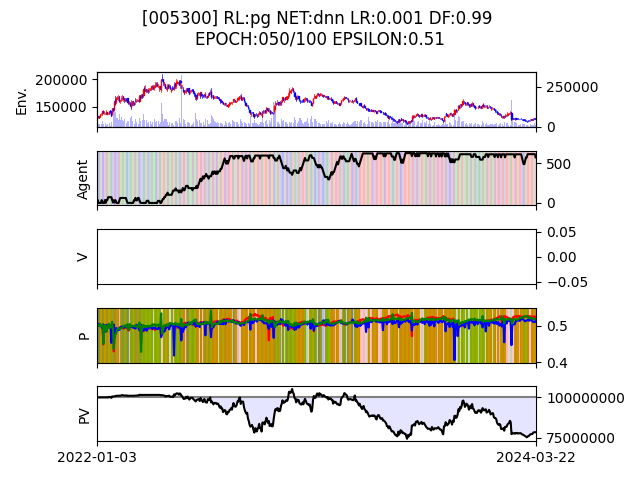 [005300] RL:pg NET:dnn LR:0.001 DF:0.99
EPOCH:050/100 EPSILON:0.51
Env.
200000
150000
250000
0
Agent
500
0
V
0.05
0.00
−0.05
P
0.5
0.4
PV
100000000
75000000
2022-01-03
2024-03-22